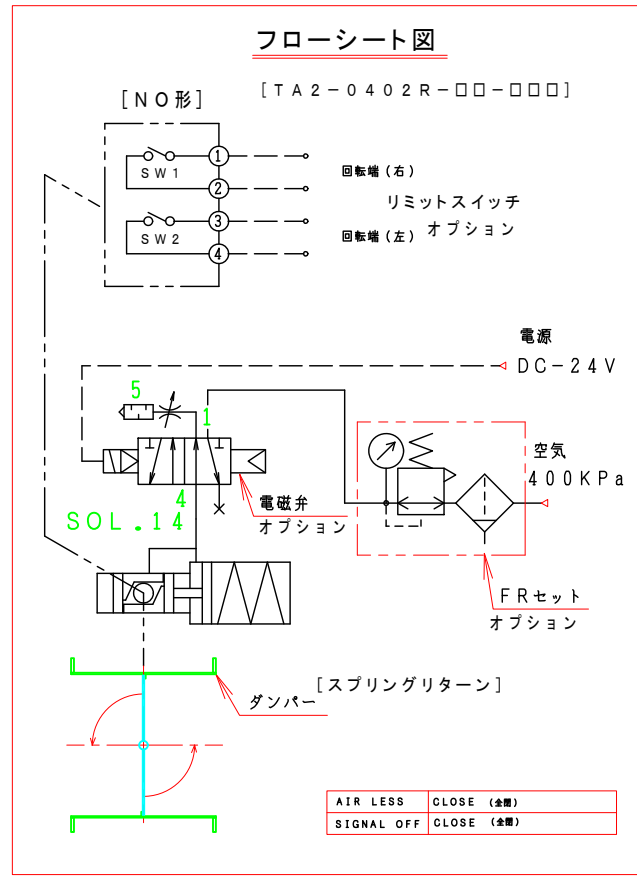 フローシート図
[TA2-0402R-□□-□□□]
[NO形]
1
SW1
2
3
SW2
4
回転端(右)
リミットスイッチ
回転端(左)
オプション
電源
DC-24V
5
1
空気
400KPa
4
SOL.14
電磁弁
オプション
FRセット
オプション
[スプリングリターン]
ダンパー
AIR LESS CLOSE (全閉)
SIGNAL OFF CLOSE (全閉)